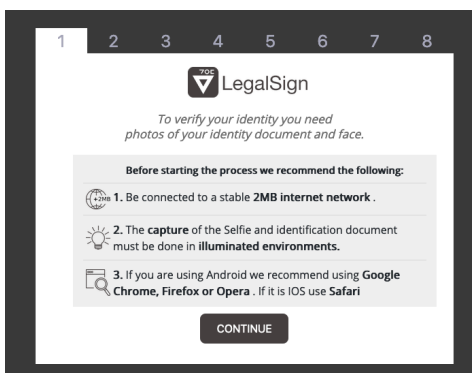 1 2 3 4 5 6 7 8
TOC LegalSign
To verify your identity you need
photos of your identity document and face.
Before starting the process we recommend the following:
+2MB 1. Be connected to a stable 2MB internet network .
2. The capture of the Selfie and identification document
must be done in illuminated environments.
3. If you are using Android we recommend using Google
Chrome, Firefox or Opera . If it is IOS use Safari
CONTINUE